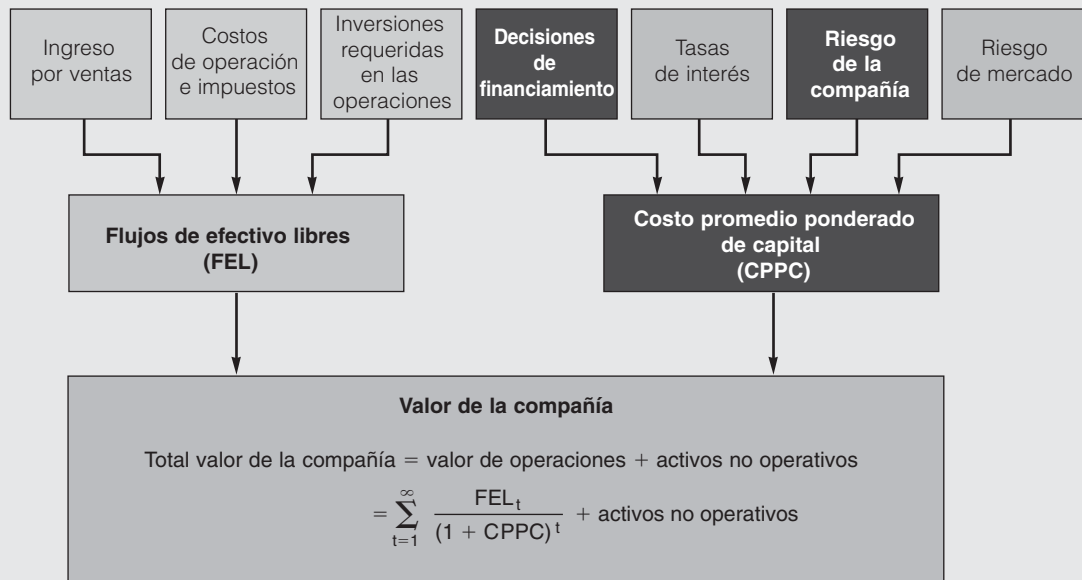 Ingreso
por ventas
Costos
de operación
e impuestos
Inversiones
requeridas
en las
operaciones
Decisiones
de
financiamiento
Tasas
de interés
Riesgo
de la
compañía
Riesgo
de mercado
Flujos de efectivo libres
(FEL)
Costo promedio ponderado
de capital
(CPPC)
Valor de la compañía
Total valor de la compañía = valor de operaciones + activos no operativos
= ∑_{t=1}^{∞} FEL_t / (1 + CPPC)^t + activos no operativos